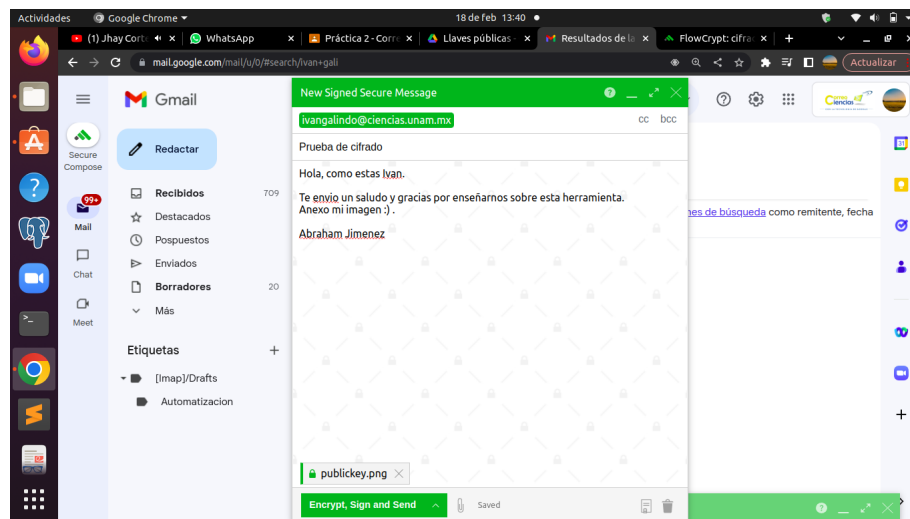 Actividades
Google Chrome
18 de feb 13:40
(1) Jhay Corte
WhatsApp
Práctica 2 - Corre
Llaves públicas -
Resultados de la
FlowCrypt: cifra
mail.google.com/mail/u/0/#search/ivan+gali
Actualizar
Gmail
Secure
Compose
99+
Mail
Chat
Meet
Redactar
Recibidos 709
Destacados
Pospuestos
Enviados
Borradores 20
Más
Etiquetas
[Imap]/Drafts
Automatizacion
New Signed Secure Message
ivangalindo@ciencias.unam.mx
cc bcc
Prueba de cifrado
Hola, como estas Ivan.
Te envio un saludo y gracias por enseñarnos sobre esta herramienta.
Anexo mi imagen :) .
Abraham Jimenez
publickey.png
Encrypt, Sign and Send
Saved
nes de búsqueda como remitente, fecha
Ciencias
31